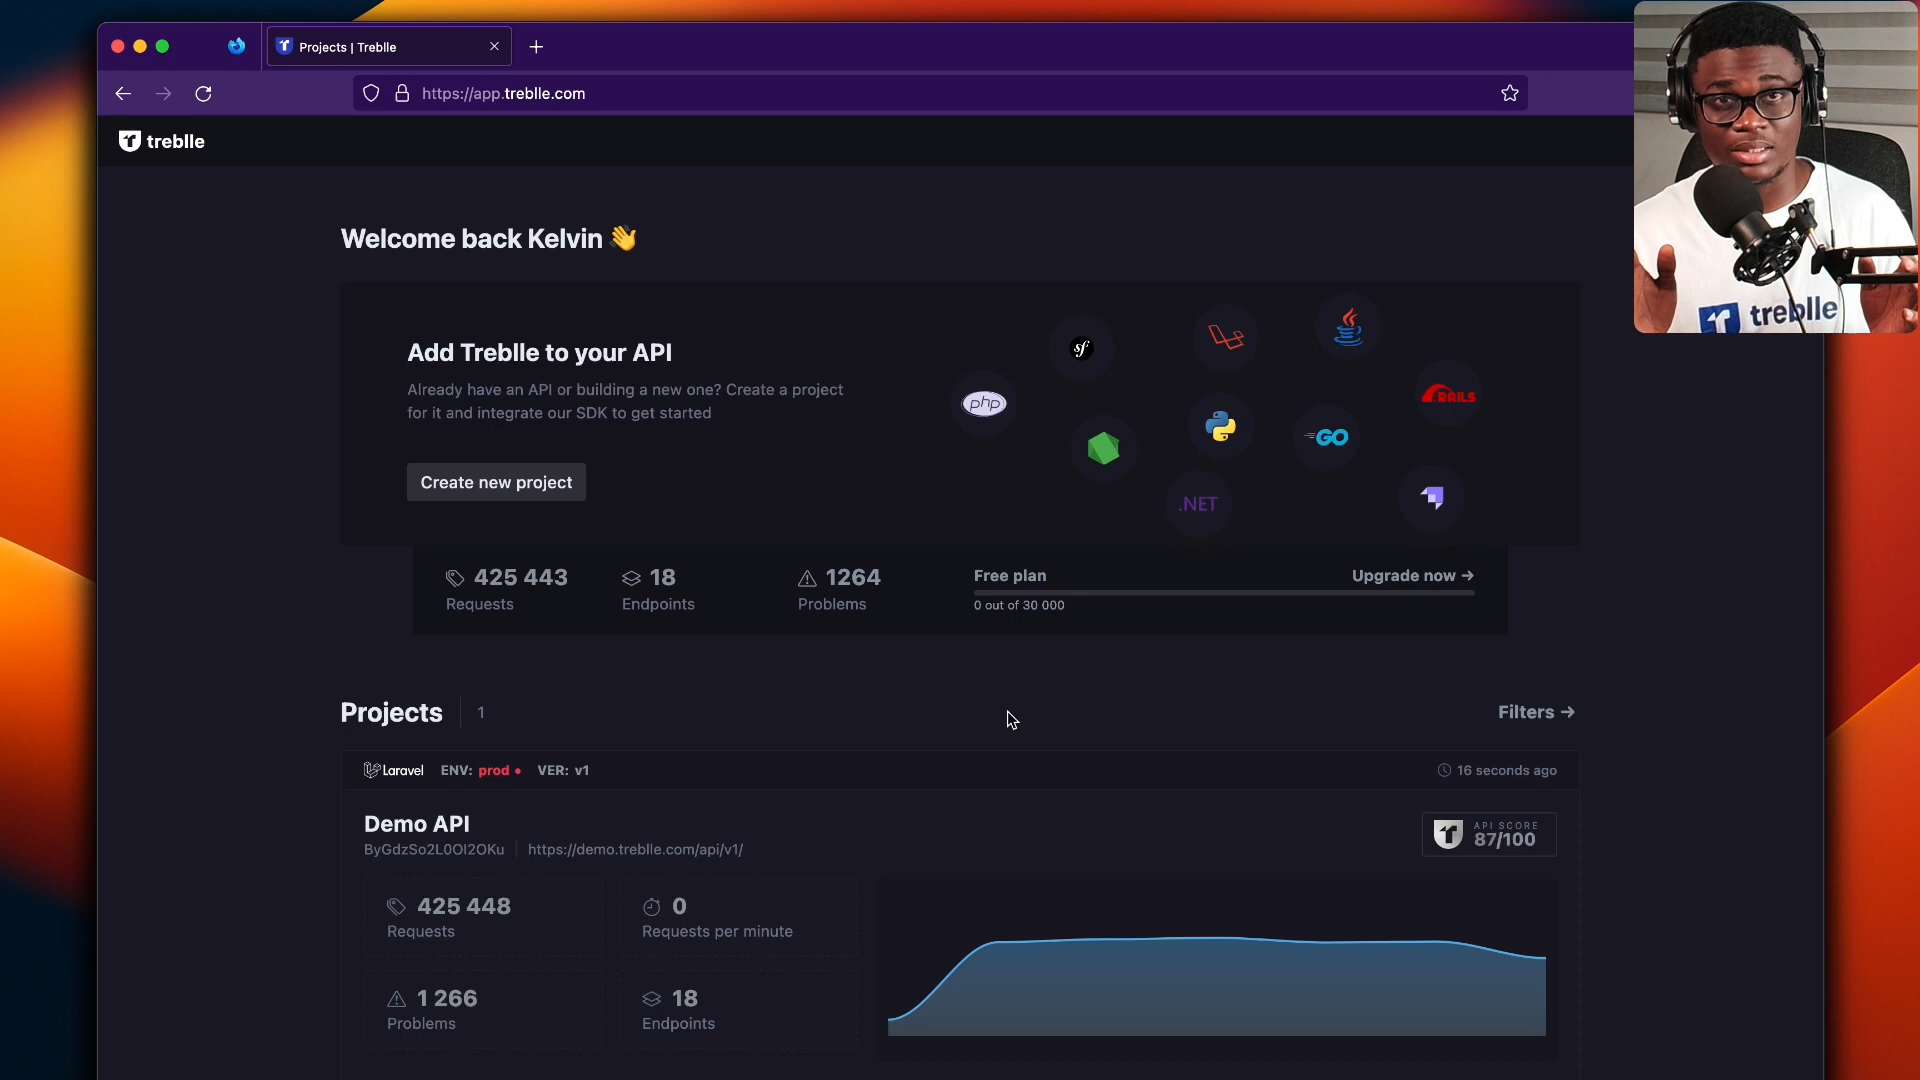 Projects | Treblle
https://app.treblle.com
treblle
Welcome back Kelvin 👋
Add Treblle to your API
Already have an API or building a new one? Create a project
for it and integrate our SDK to get started
Create new project
sf
php
RAILS
GO
.NET
425 443
Requests
18
Endpoints
1264
Problems
Free plan
Upgrade now →
0 out of 30 000
treblle
Projects
1
Filters →
Laravel
ENV: prod •
VER: v1
16 seconds ago
Demo API
ByGdzSo2L0OI2OKu
https://demo.treblle.com/api/v1/
API SCORE
87/100
425 448
Requests
0
Requests per minute
1 266
Problems
18
Endpoints